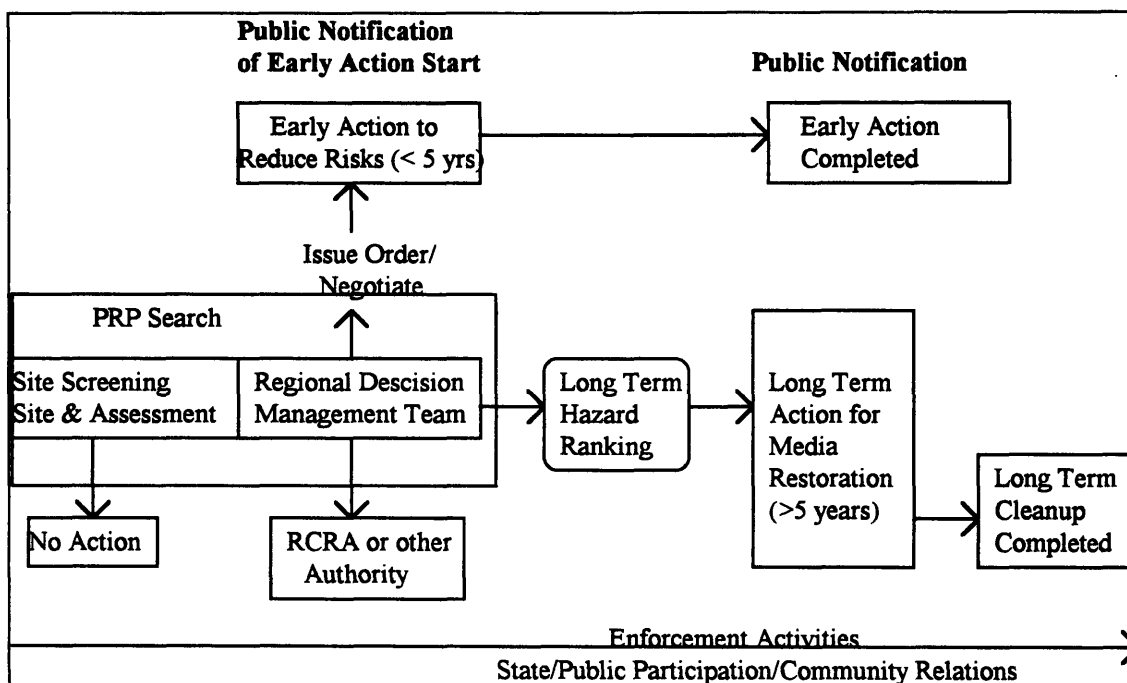 Public Notification
of Early Action Start
Public Notification
Early Action to
Reduce Risks (< 5 yrs)
Early Action
Completed
Issue Order/
Negotiate
PRP Search
Site Screening
Site & Assessment
Regional Descision
Management Team
Long Term
Hazard
Ranking
Long Term
Action for
Media
Restoration
(>5 years)
Long Term
Cleanup
Completed
No Action
RCRA or other
Authority
Enforcement Activities
State/Public Participation/Community Relations